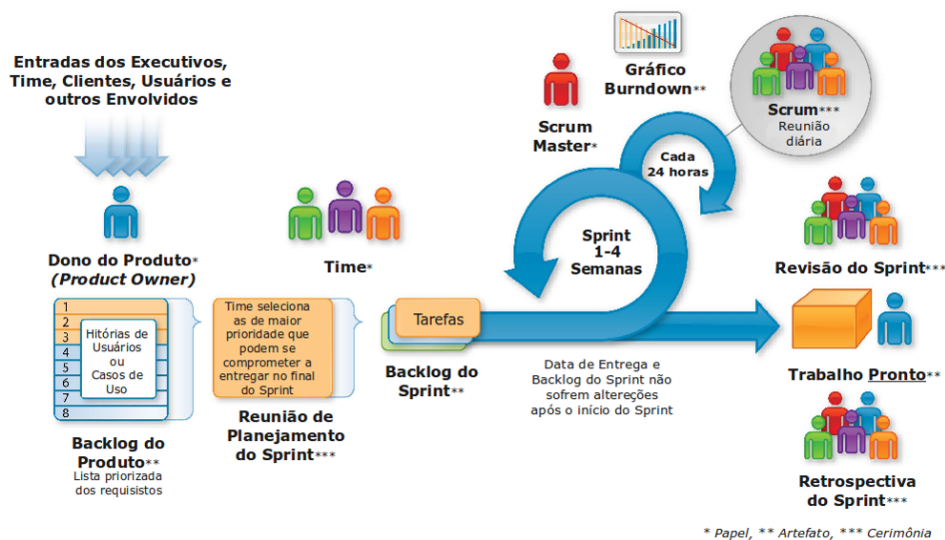 Entradas dos Executivos,
Time, Clientes, Usuários e
outros Envolvidos
Dono do Produto*
(Product Owner)
1
2
3
4
5
6
7
8
Hitórias de
Usuários
ou
Casos de
Uso
Backlog do
Produto**
Lista priorizada
dos requisistos
Time*
Time seleciona
as de maior
prioridade que
podem se
comprometer a
entregar no final
do Sprint
Reunião de
Planejamento
do Sprint***
Tarefas
Backlog do
Sprint**
Scrum
Master*
Gráfico
Burndown**
Cada
24 horas
Scrum***
Reunião
diária
Sprint
1-4
Semanas
Data de Entrega e
Backlog do Sprint não
sofrem altereções
após o início do Sprint
Revisão do Sprint***
Trabalho Pronto**
Retrospectiva
do Sprint***
* Papel, ** Artefato, *** Cerimônia